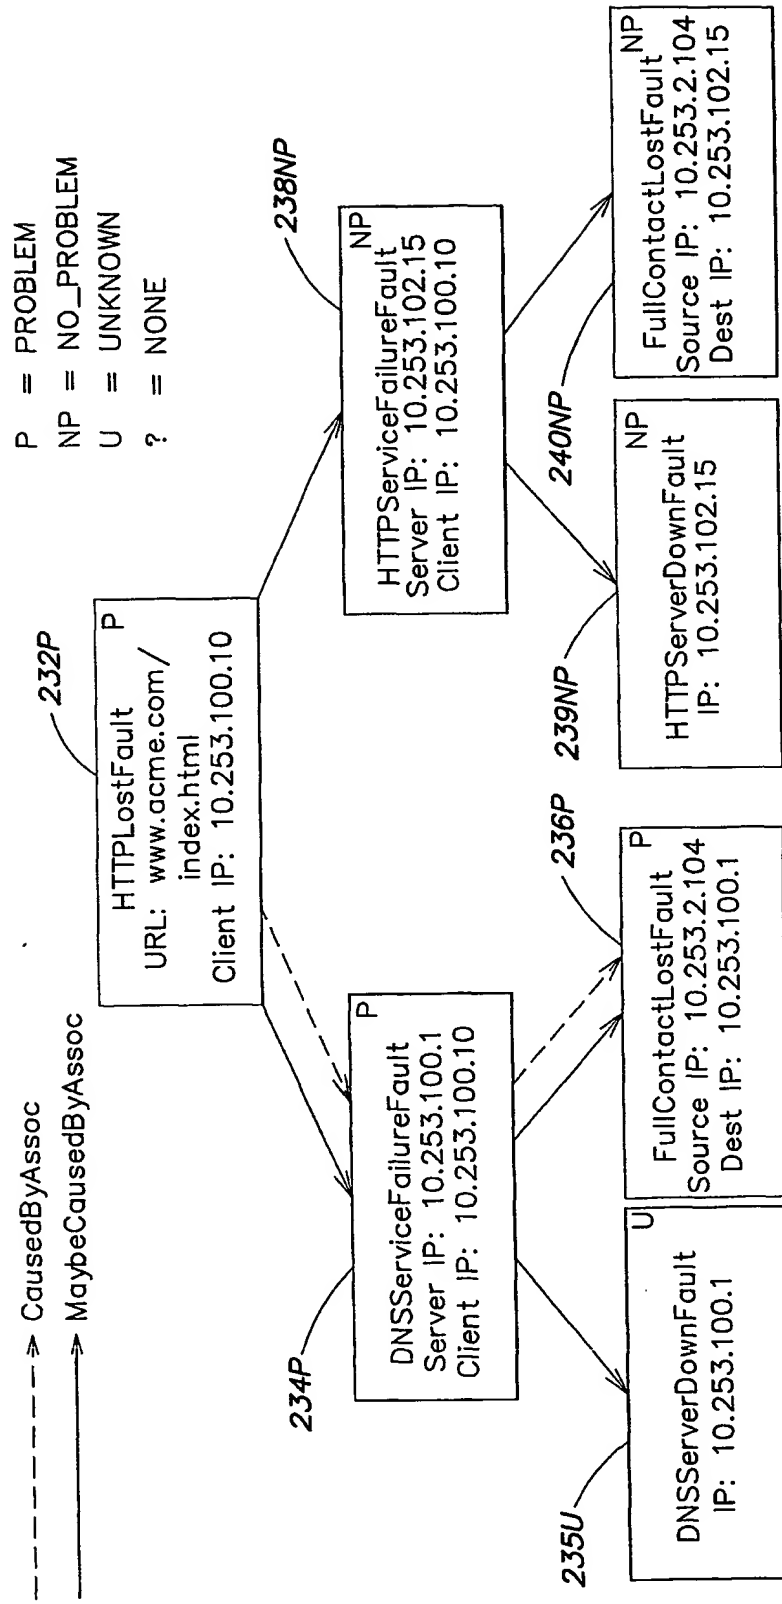 CausedByAssoc
MaybeCausedByAssoc
P = PROBLEM
NP = NO_PROBLEM
U = UNKNOWN
? = NONE
232P
HTTPLostFault
URL: www.acme.com/
index.html
Client IP: 10.253.100.10
P
234P
DNSServiceFailureFault
Server IP: 10.253.100.1
Client IP: 10.253.100.10
P
238NP
HTTPServiceFailureFault
Server IP: 10.253.102.15
Client IP: 10.253.100.10
NP
235U
DNSServerDownFault
IP: 10.253.100.1
U
236P
FullContactLostFault
Source IP: 10.253.2.104
Dest IP: 10.253.100.1
P
239NP
HTTPServerDownFault
IP: 10.253.102.15
NP
240NP
FullContactLostFault
Source IP: 10.253.2.104
Dest IP: 10.253.102.15
NP